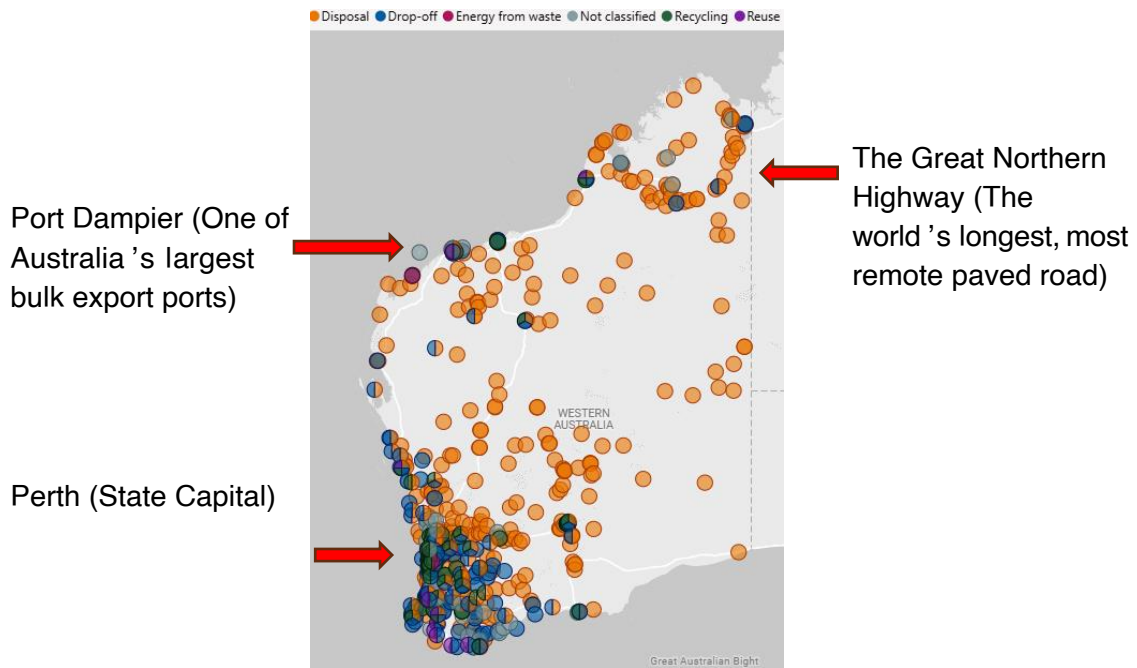 Disposal Drop-off Energy from waste Not classified Recycling Reuse
The Great Northern
Highway (The
world 's longest, most
remote paved road)
Port Dampier (One of
Australia 's largest
bulk export ports)
WESTERN
AUSTRALIA
Perth (State Capital)
Great Australian Bight